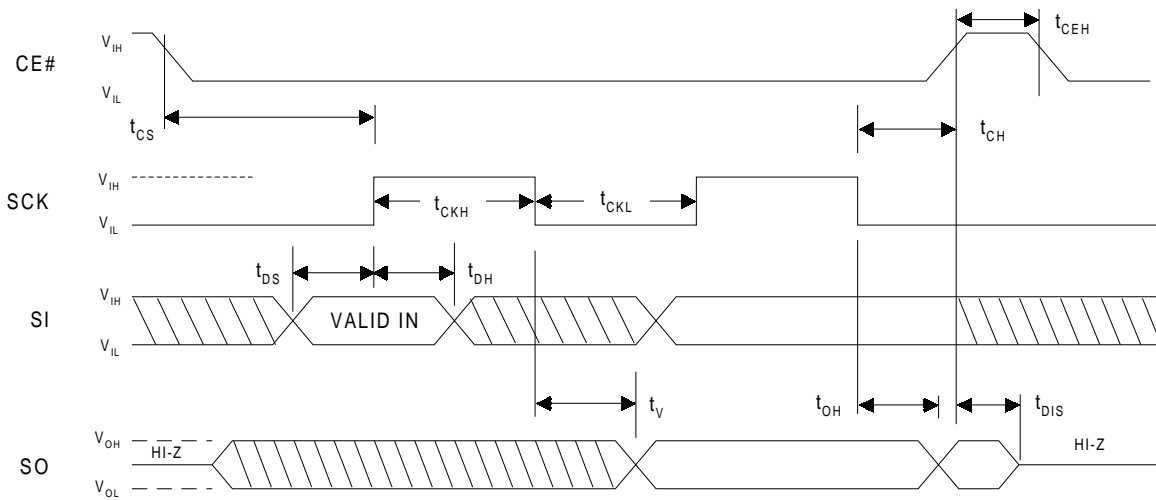 t_CEH
V_IH
CE#
V_IL
t_CS
t_CH
V_IH
SCK
t_CKH
t_CKL
V_IL
t_DS
t_DH
V_IH
SI
VALID IN
V_IL
t_V
t_OH
t_DIS
V_OH
HI-Z
HI-Z
SO
V_OL